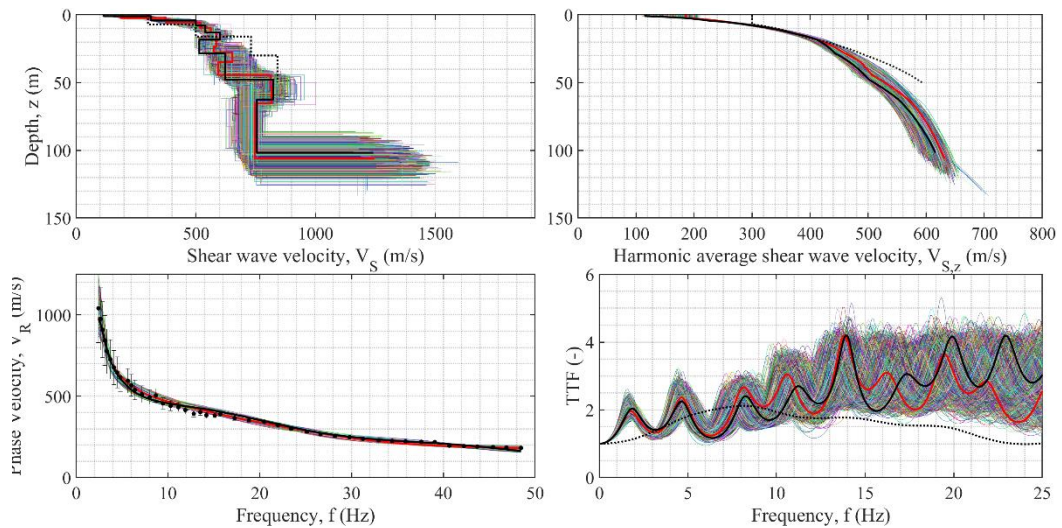 0
50
100
150
Depth, z (m)
0 500 1000 1500
Shear wave velocity, V_S (m/s)
0
50
100
150
0 100 200 300 400 500 600 700 800
Harmonic average shear wave velocity, V_S,z (m/s)
1000
500
0
Phase velocity, v_R (m/s)
0 10 20 30 40 50
Frequency, f (Hz)
6
4
2
0
TTF (-)
0 5 10 15 20 25
Frequency, f (Hz)